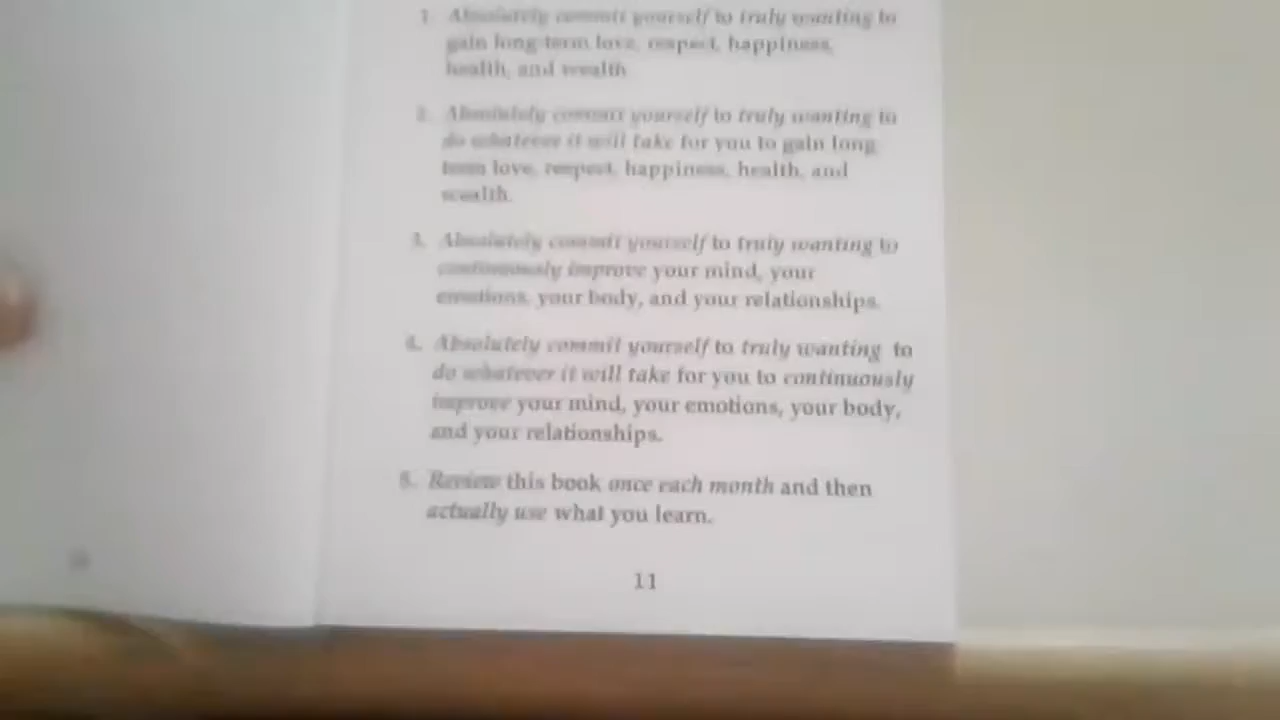 1. Absolutely commit yourself to truly wanting to
gain long-term love, respect, happiness,
health, and wealth.
2. Absolutely commit yourself to truly wanting to
do whatever it will take for you to gain long
term love, respect, happiness, health, and
wealth.
3. Absolutely commit yourself to truly wanting to
continuously improve your mind, your
emotions, your body, and your relationships.
4. Absolutely commit yourself to truly wanting to
do whatever it will take for you to continuously
improve your mind, your emotions, your body,
and your relationships.
5. Review this book once each month and then
actually use what you learn.
11